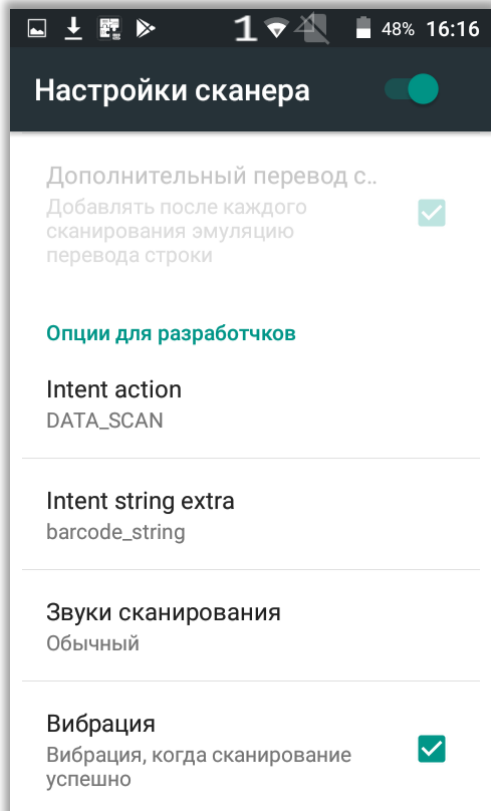 1 48% 16:16
Настройки сканера
Дополнительный перевод с..
Добавлять после каждого
сканирования эмуляцию
перевода строки
Опции для разработчков
Intent action
DATA_SCAN
Intent string extra
barcode_string
Звуки сканирования
Обычный
Вибрация
Вибрация, когда сканирование
успешно